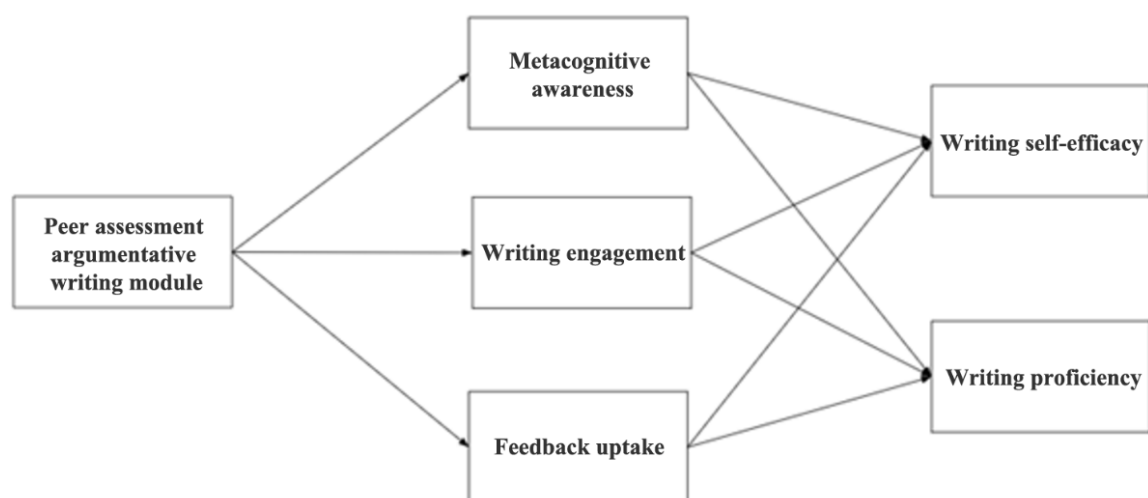 Metacognitive
awareness
Writing self-efficacy
Peer assessment
argumentative
writing module
Writing engagement
Writing proficiency
Feedback uptake